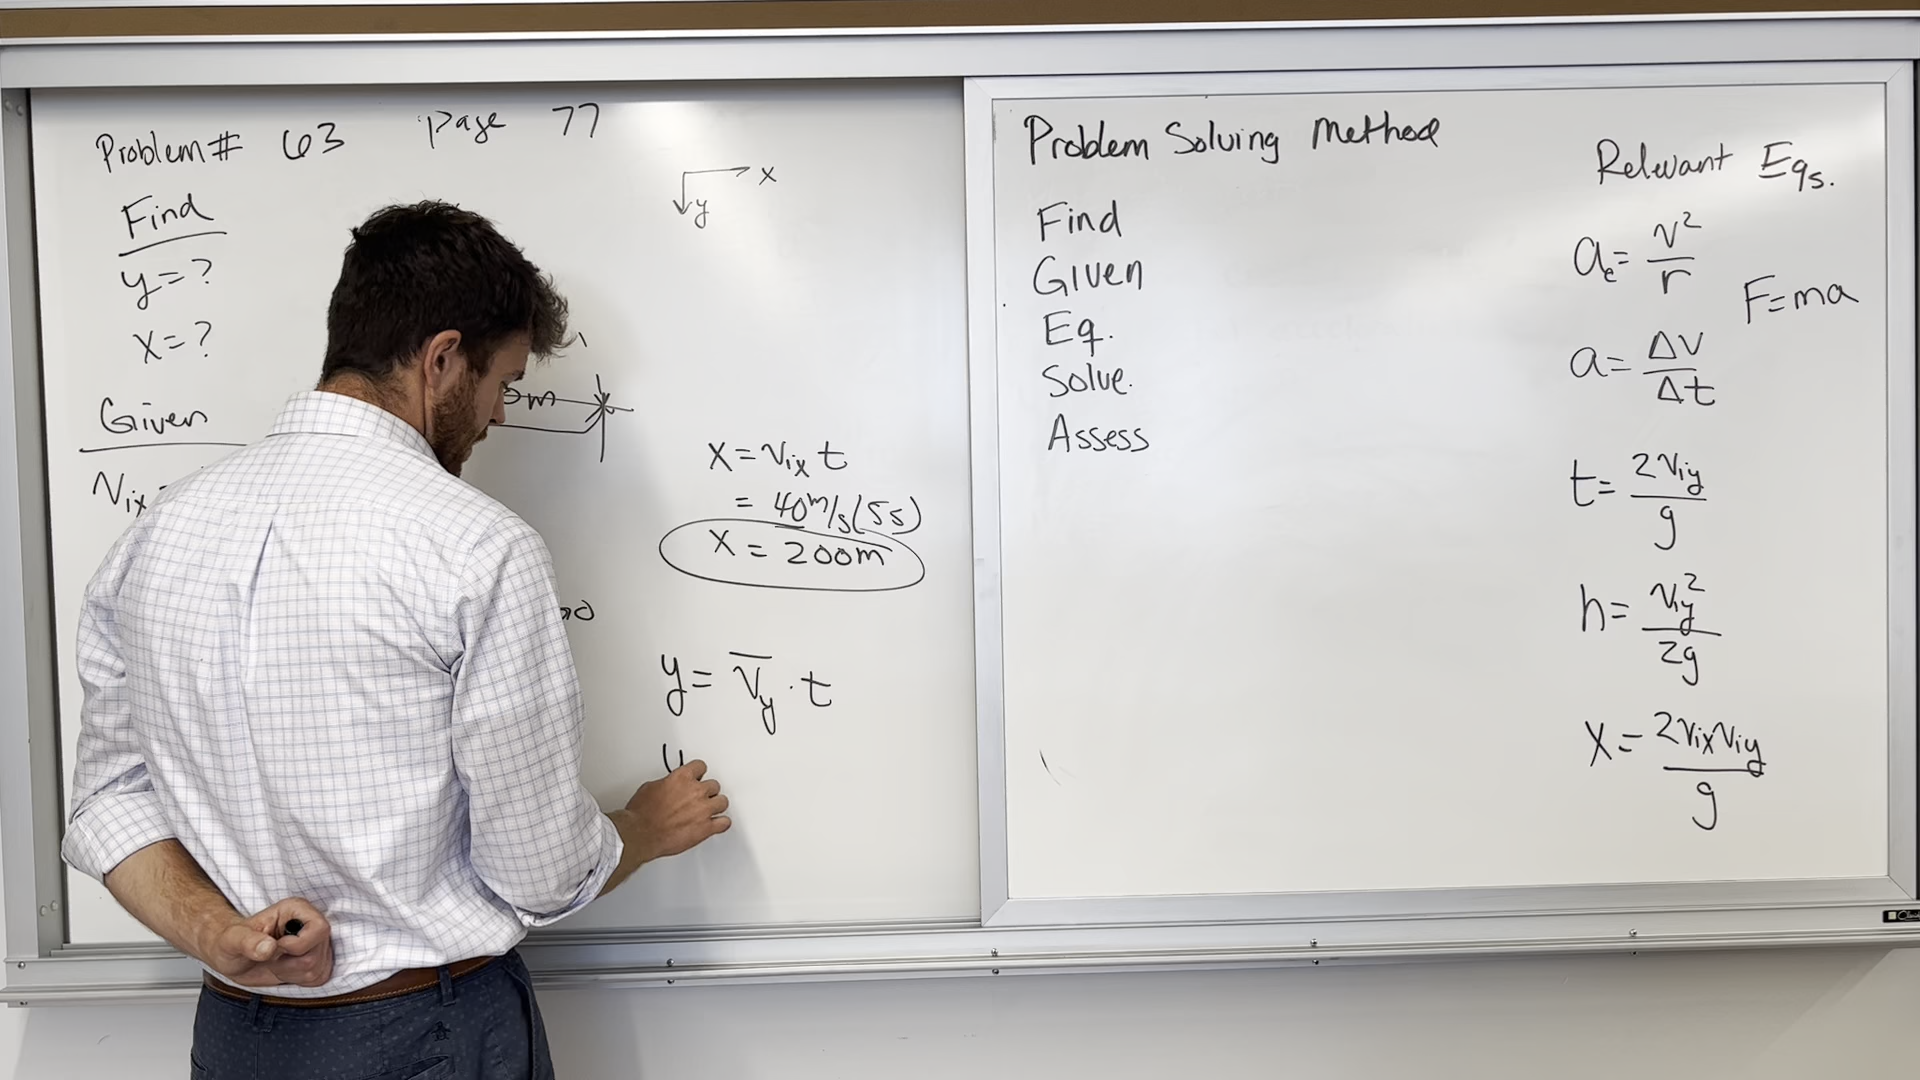 Problem# 63 page 77
x
y
Find
y=?
x=?
Given
Vix
m
x = Vix t
= 40 m/s (5s)
x = 200m
y = V̅y · t
y
Problem Solving Method
Find
Given
Eq.
Solve.
Assess
Relevant Eqs.
ac = v²/r
F=ma
a = Δv/Δt
t = 2Viy/g
h = Viy²/2g
X = 2VixViy/g